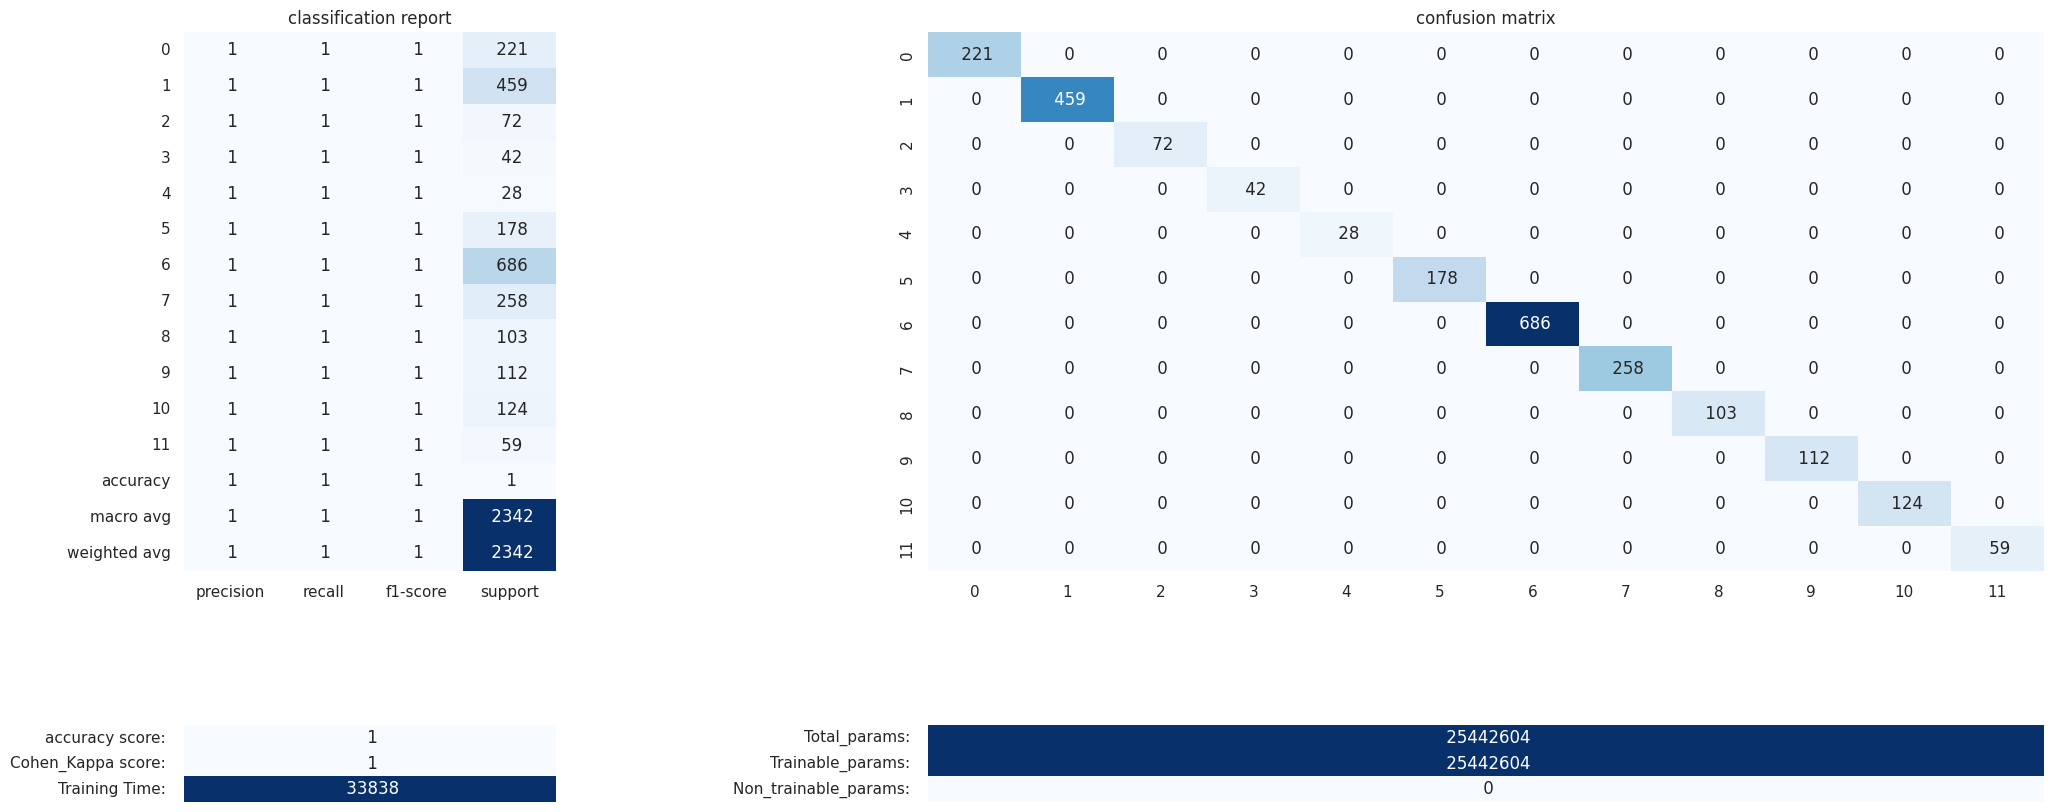 classification report
0 1 1 1 221
1 1 1 1 459
2 1 1 1 72
3 1 1 1 42
4 1 1 1 28
5 1 1 1 178
6 1 1 1 686
7 1 1 1 258
8 1 1 1 103
9 1 1 1 112
10 1 1 1 124
11 1 1 1 59
accuracy 1 1 1 1
macro avg 1 1 1 2342
weighted avg 1 1 1 2342
precision recall f1-score support
confusion matrix
0 221 0 0 0 0 0 0 0 0 0 0 0
1 0 459 0 0 0 0 0 0 0 0 0 0
2 0 0 72 0 0 0 0 0 0 0 0 0
3 0 0 0 42 0 0 0 0 0 0 0 0
4 0 0 0 0 28 0 0 0 0 0 0 0
5 0 0 0 0 0 178 0 0 0 0 0 0
6 0 0 0 0 0 0 686 0 0 0 0 0
7 0 0 0 0 0 0 0 258 0 0 0 0
8 0 0 0 0 0 0 0 0 103 0 0 0
9 0 0 0 0 0 0 0 0 0 112 0 0
10 0 0 0 0 0 0 0 0 0 0 124 0
11 0 0 0 0 0 0 0 0 0 0 0 59
0 1 2 3 4 5 6 7 8 9 10 11
accuracy score: 1
Cohen_Kappa score: 1
Training Time: 33838
Total_params: 25442604
Trainable_params: 25442604
Non_trainable_params: 0